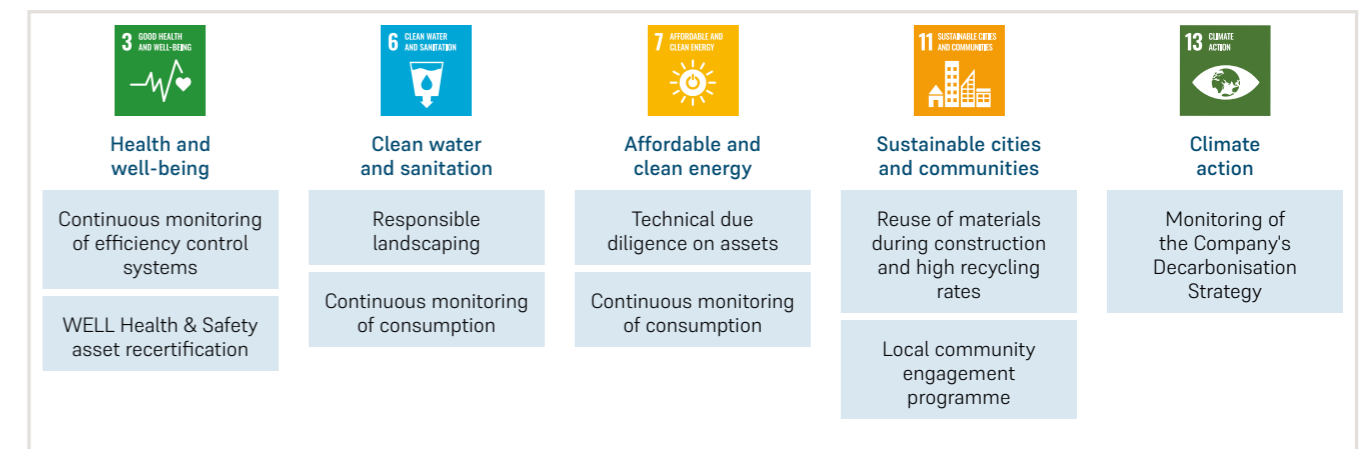 3 GOOD HEALTH
AND WELL-BEING
Health and
well-being
Continuous monitoring
of efficiency control
systems
WELL Health & Safety
asset recertification
6 CLEAN WATER
AND SANITATION
Clean water
and sanitation
Responsible
landscaping
Continuous monitoring
of consumption
7 AFFORDABLE AND
CLEAN ENERGY
Affordable and
clean energy
Technical due
diligence on assets
Continuous monitoring
of consumption
11 SUSTAINABLE CITIES
AND COMMUNITIES
Sustainable cities
and communities
Reuse of materials
during construction
and high recycling
rates
Local community
engagement
programme
13 CLIMATE
ACTION
Climate
action
Monitoring of
the Company's
Decarbonisation
Strategy